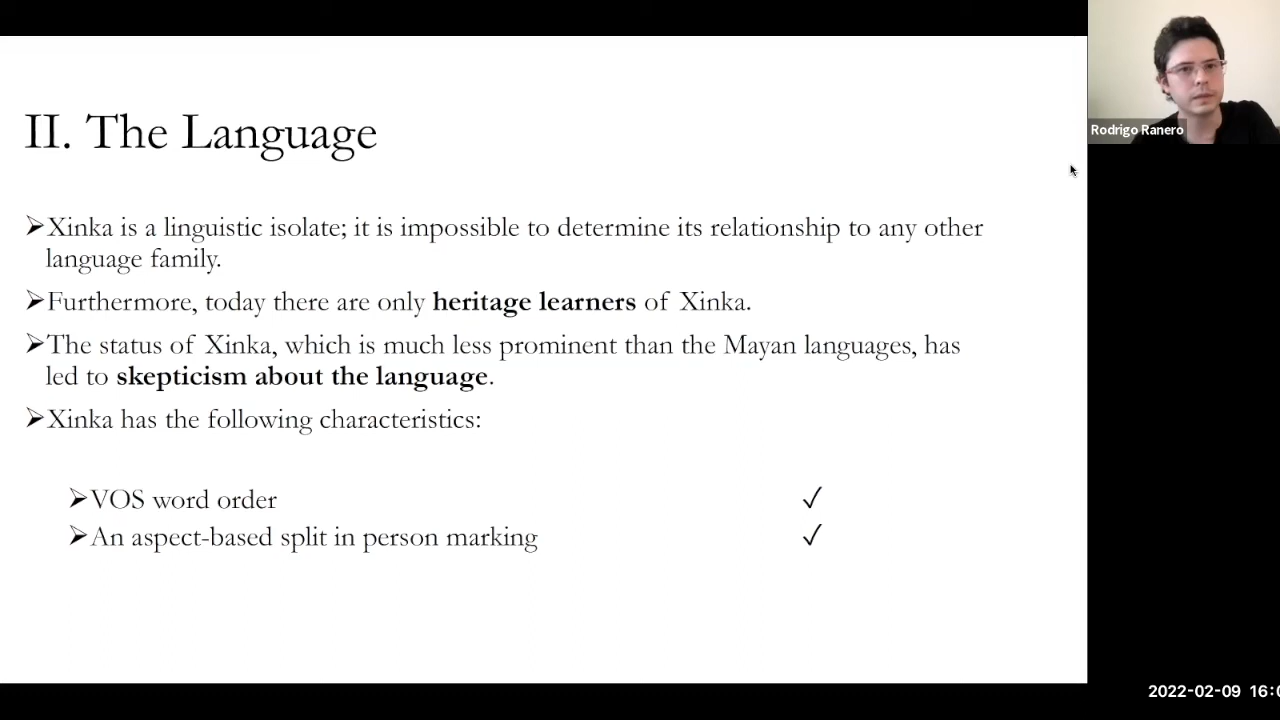 II. The Language
➢Xinka is a linguistic isolate; it is impossible to determine its relationship to any other
language family.
➢Furthermore, today there are only heritage learners of Xinka.
➢The status of Xinka, which is much less prominent than the Mayan languages, has
led to skepticism about the language.
➢Xinka has the following characteristics:
➢VOS word order ✓
➢An aspect-based split in person marking ✓
Rodrigo Ranero
2022-02-09 16:0